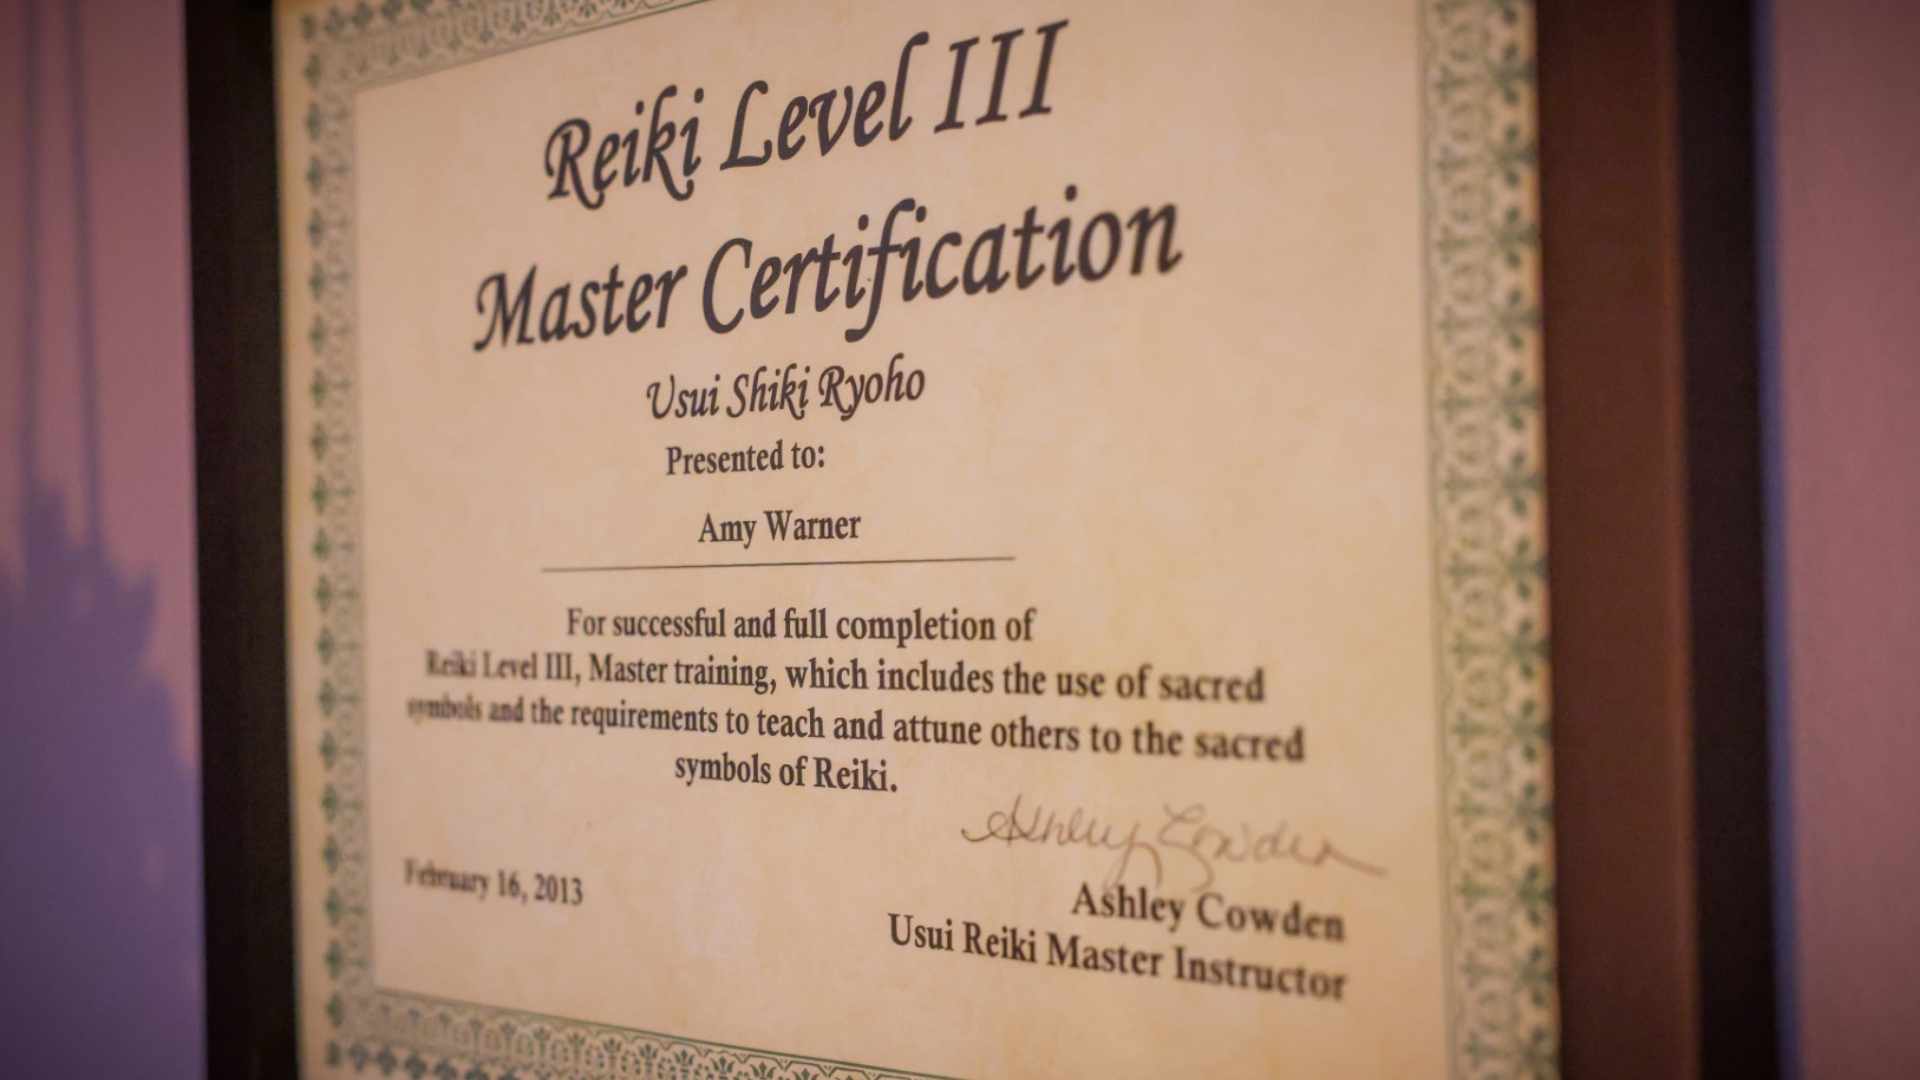 Reiki Level III
Master Certification
Usui Shiki Ryoho
Presented to:
Amy Warner
For successful and full completion of
Reiki Level III, Master training, which includes the use of sacred
symbols and the requirements to teach and attune others to the sacred
symbols of Reiki.
Ashley Cowden
February 16, 2013
Ashley Cowden
Usui Reiki Master Instructor